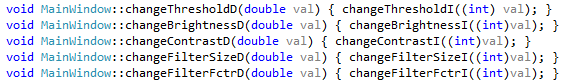 void MainWindow::changeThresholdD(double val) { changeThresholdI((int) val); }
void MainWindow::changeBrightnessD(double val) { changeBrightnessI((int)val); }
void MainWindow::changeContrastD(double val) { changeContrastI((int)val); }
void MainWindow::changeFilterSizeD(double val) { changeFilterSizeI((int)val); }
void MainWindow::changeFilterFctrD(double val) { changeFilterFctrI((int)val); }